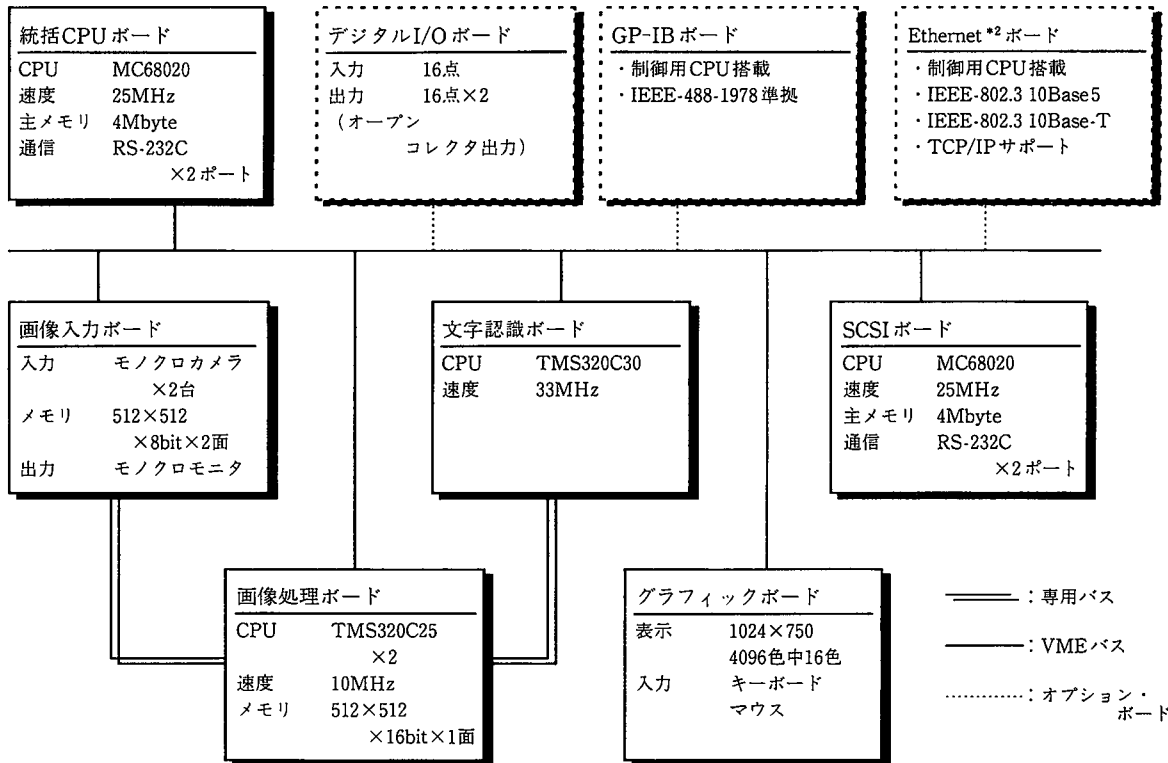 統括CPUボード
CPU MC68020
速度 25MHz
主メモリ 4Mbyte
通信 RS-232C
×2ポート
デジタルI/Oボード
入力 16点
出力 16点×2
(オープン
コレクタ出力)
GP-IBボード
・制御用CPU搭載
・IEEE-488-1978準拠
Ethernet *2 ボード
・制御用CPU搭載
・IEEE-802.3 10Base5
・IEEE-802.3 10Base-T
・TCP/IPサポート
画像入力ボード
入力 モノクロカメラ
×2台
メモリ 512×512
×8bit×2面
出力 モノクロモニタ
文字認識ボード
CPU TMS320C30
速度 33MHz
SCSIボード
CPU MC68020
速度 25MHz
主メモリ 4Mbyte
通信 RS-232C
×2ポート
画像処理ボード
CPU TMS320C25
×2
速度 10MHz
メモリ 512×512
×16bit×1面
グラフィックボード
表示 1024×750
4096色中16色
入力 キーボード
マウス
:専用バス
:VMEバス
:オプション・
ボード